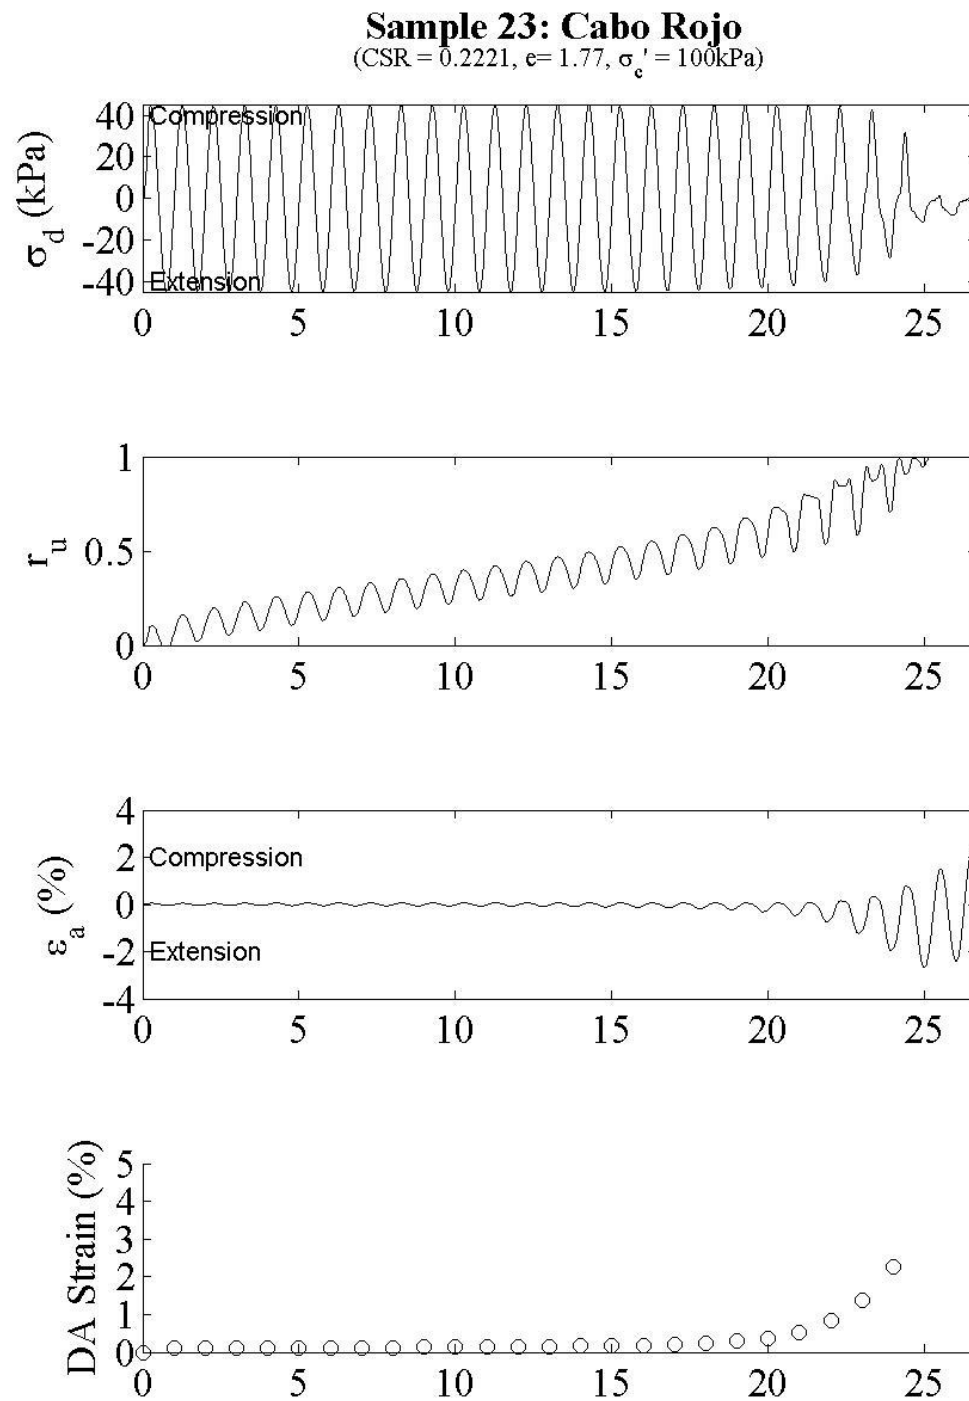 Sample 23: Cabo Rojo
(CSR = 0.2221, e= 1.77, σc' = 100kPa)
σd (kPa)
40
20
0
-20
-40
Compression
Extension
0 5 10 15 20 25
ru
1
0.5
0
0 5 10 15 20 25
εa (%)
4
2
0
-2
-4
Compression
Extension
0 5 10 15 20 25
DA Strain (%)
5
4
3
2
1
0
0 5 10 15 20 25